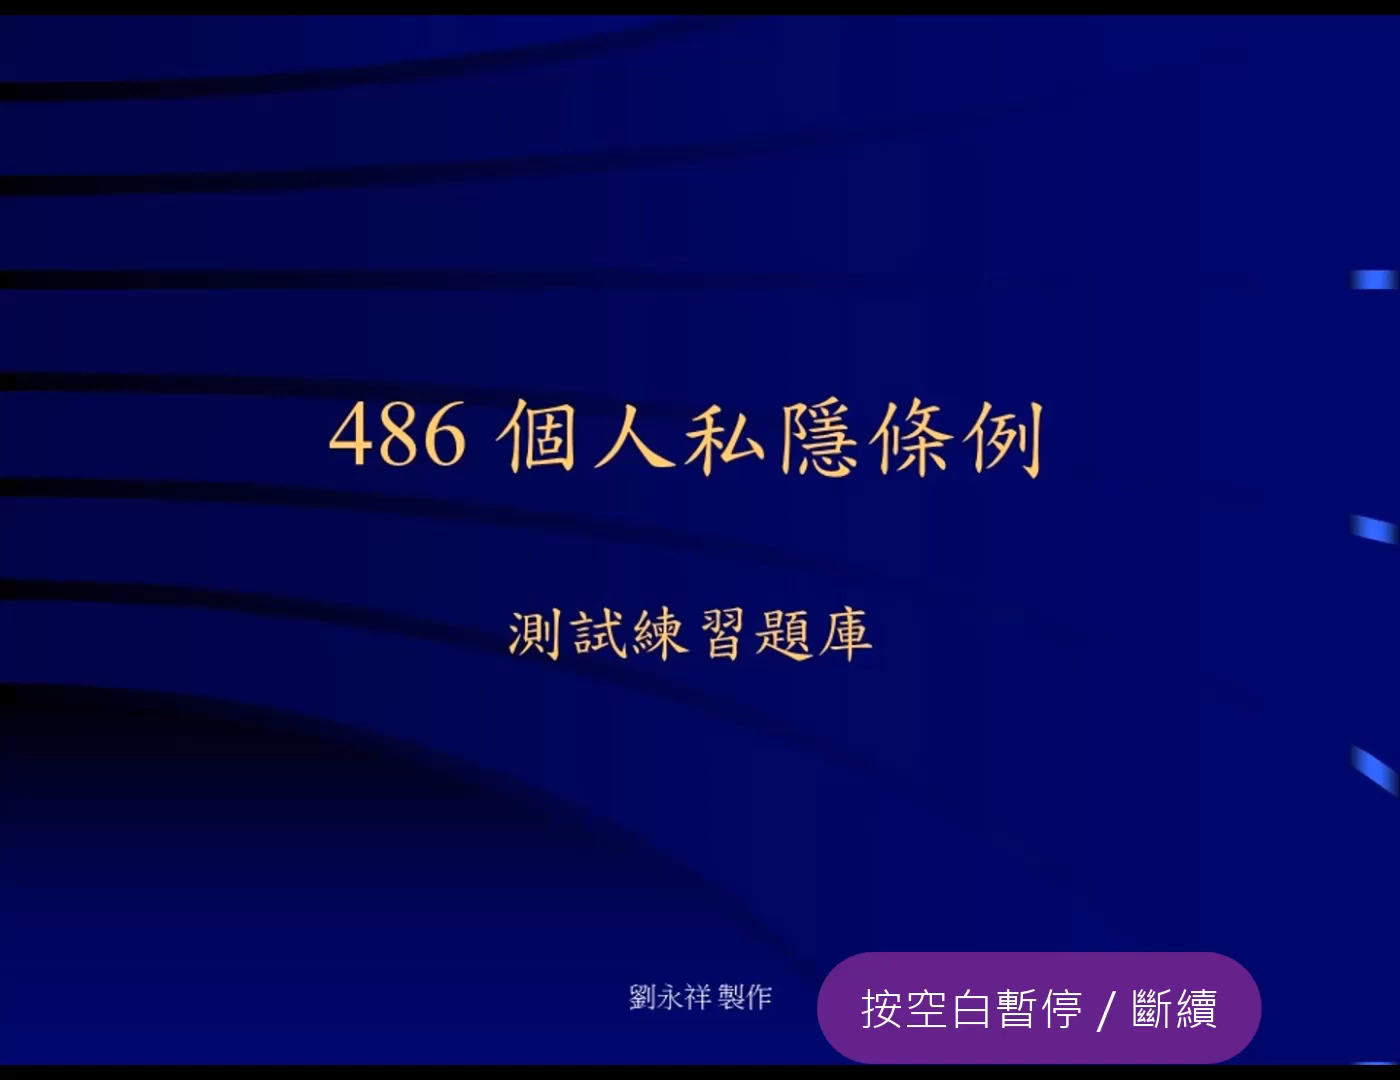 486 個人私隱條例
測試練習題庫
劉永祥 製作
按空白暫停 / 斷續